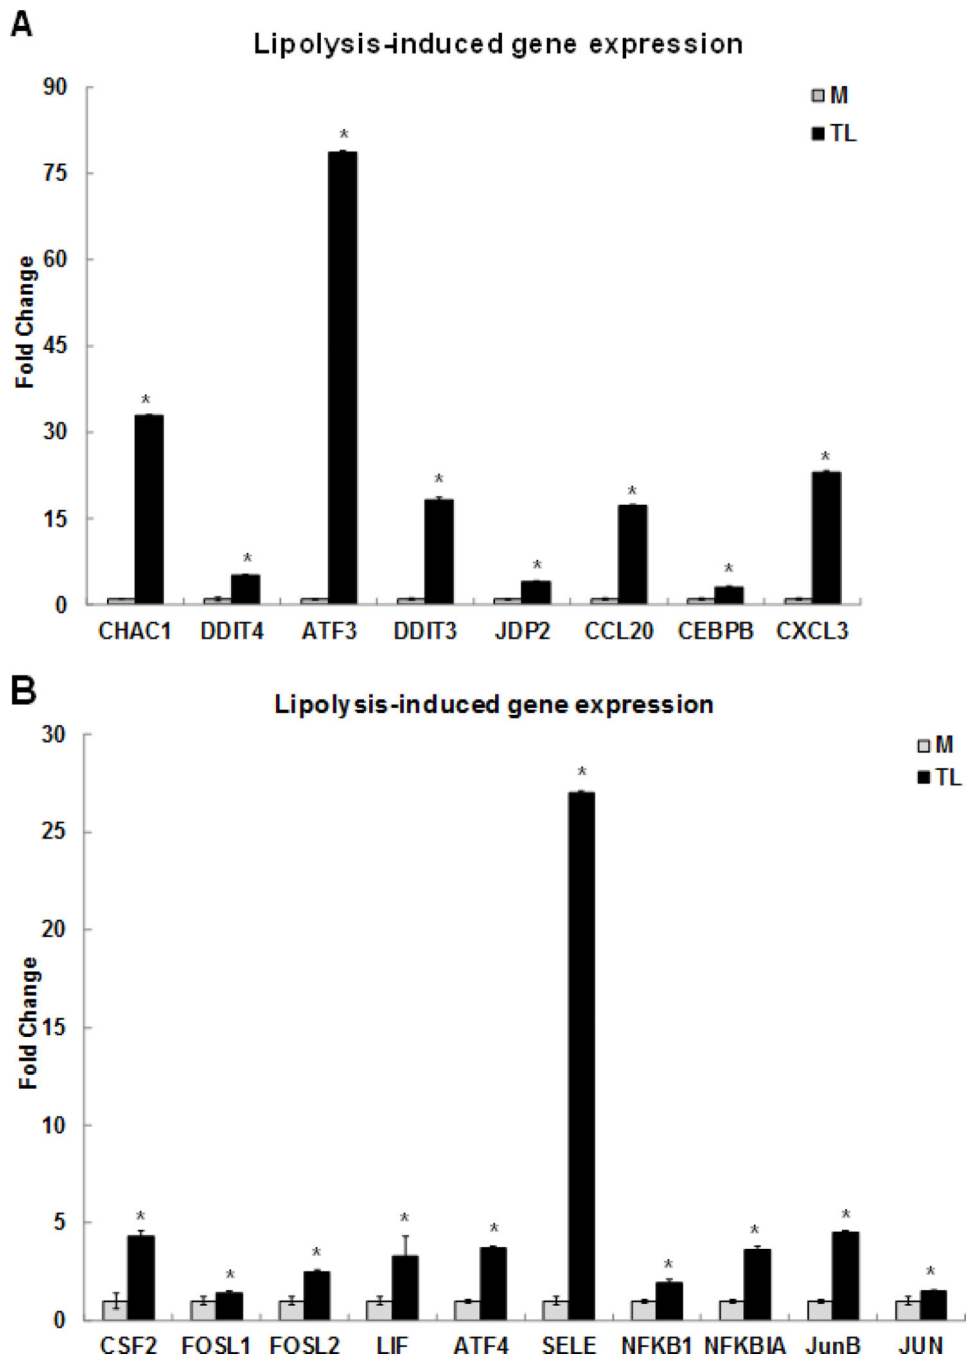 A
Lipolysis-induced gene expression
90
75
60
45
30
15
0
Fold Change
M
TL
*
*
*
*
*
*
*
*
CHAC1 DDIT4 ATF3 DDIT3 JDP2 CCL20 CEBPB CXCL3
B
Lipolysis-induced gene expression
30
25
20
15
10
5
0
Fold Change
M
TL
*
*
*
*
*
*
*
*
*
*
CSF2 FOSL1 FOSL2 LIF ATF4 SELE NFKB1 NFKBIA JunB JUN